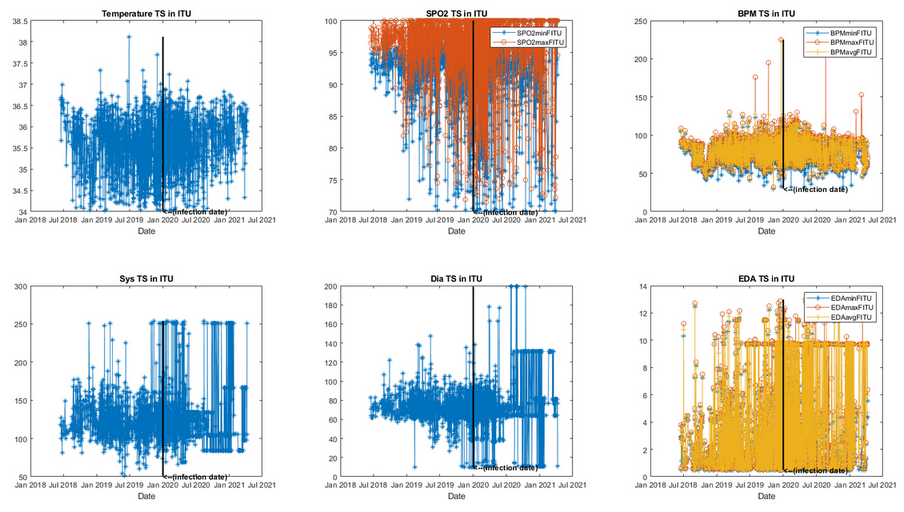 Temperature TS in ITU
38.5
38
37.5
37
36.5
36
35.5
35
34.5
34
<--(infection date)
Jan 2018 Jul 2018 Jan 2019 Jul 2019 Jan 2020 Jul 2020 Jan 2021 Jul 2021
Date
SPO2 TS in ITU
SPO2minFITU
SPO2maxFITU
100
95
90
85
80
75
70
<--(infection date)
Jan 2018 Jul 2018 Jan 2019 Jul 2019 Jan 2020 Jul 2020 Jan 2021 Jul 2021
Date
BPM TS in ITU
BPMminFITU
BPMmaxFITU
BPMavgFITU
250
200
150
100
50
0
<--(infection date)
Jan 2018 Jul 2018 Jan 2019 Jul 2019 Jan 2020 Jul 2020 Jan 2021 Jul 2021
Date
Sys TS in ITU
300
250
200
150
100
50
<--(infection date)
Jan 2018 Jul 2018 Jan 2019 Jul 2019 Jan 2020 Jul 2020 Jan 2021 Jul 2021
Date
Dia TS in ITU
200
180
160
140
120
100
80
60
40
20
0
<--(infection date)
Jan 2018 Jul 2018 Jan 2019 Jul 2019 Jan 2020 Jul 2020 Jan 2021 Jul 2021
Date
EDA TS in ITU
EDAminFITU
EDAmaxFITU
EDAavgFITU
14
12
10
8
6
4
2
0
<--(infection date)
Jan 2018 Jul 2018 Jan 2019 Jul 2019 Jan 2020 Jul 2020 Jan 2021 Jul 2021
Date